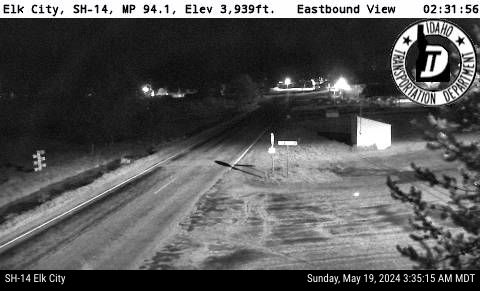 Elk City, SH-14, MP 94.1, Elev 3,939ft.   Eastbound View   02:31:56
IDAHO
TRANSPORTATION DEPARTMENT
SH-14 Elk City
Sunday, May 19, 2024 3:35:15 AM MDT